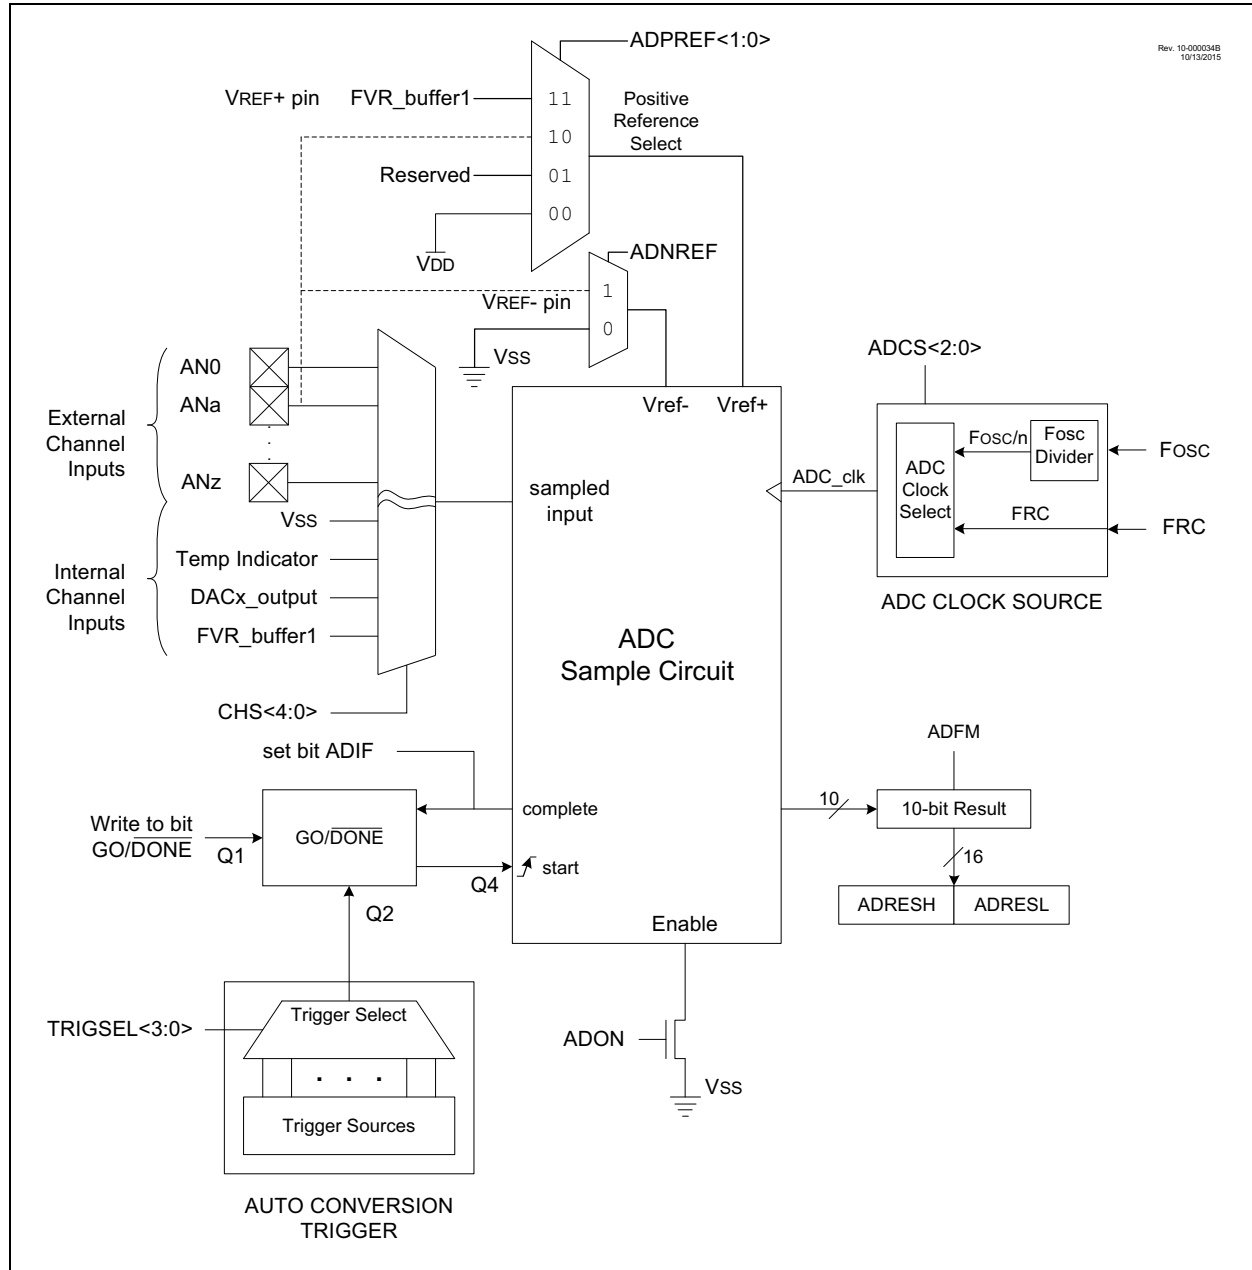 ADPREF<1:0>
Rev. 10-000034B
10/13/2015
VREF+ pin
FVR_buffer1
11
Positive
Reference
Select
10
Reserved
01
00
VDD
ADNREF
VREF- pin
1
0
VSS
ADCS<2:0>
AN0
ANa
External
Channel
Inputs
.
.
.
ANz
VSS
Temp Indicator
Internal
Channel
Inputs
DACx_output
FVR_buffer1
CHS<4:0>
Vref-
Vref+
sampled
input
ADC_clk
ADC
Clock
Select
FOSC/n
Fosc
Divider
FOSC
FRC
FRC
ADC CLOCK SOURCE
ADC
Sample Circuit
set bit ADIF
complete
Write to bit
GO/DONE
Q1
GO/DONE
Q4
start
Q2
Enable
ADFM
10
10-bit Result
16
ADRESH
ADRESL
TRIGSEL<3:0>
Trigger Select
. . .
Trigger Sources
AUTO CONVERSION
TRIGGER
ADON
VSS